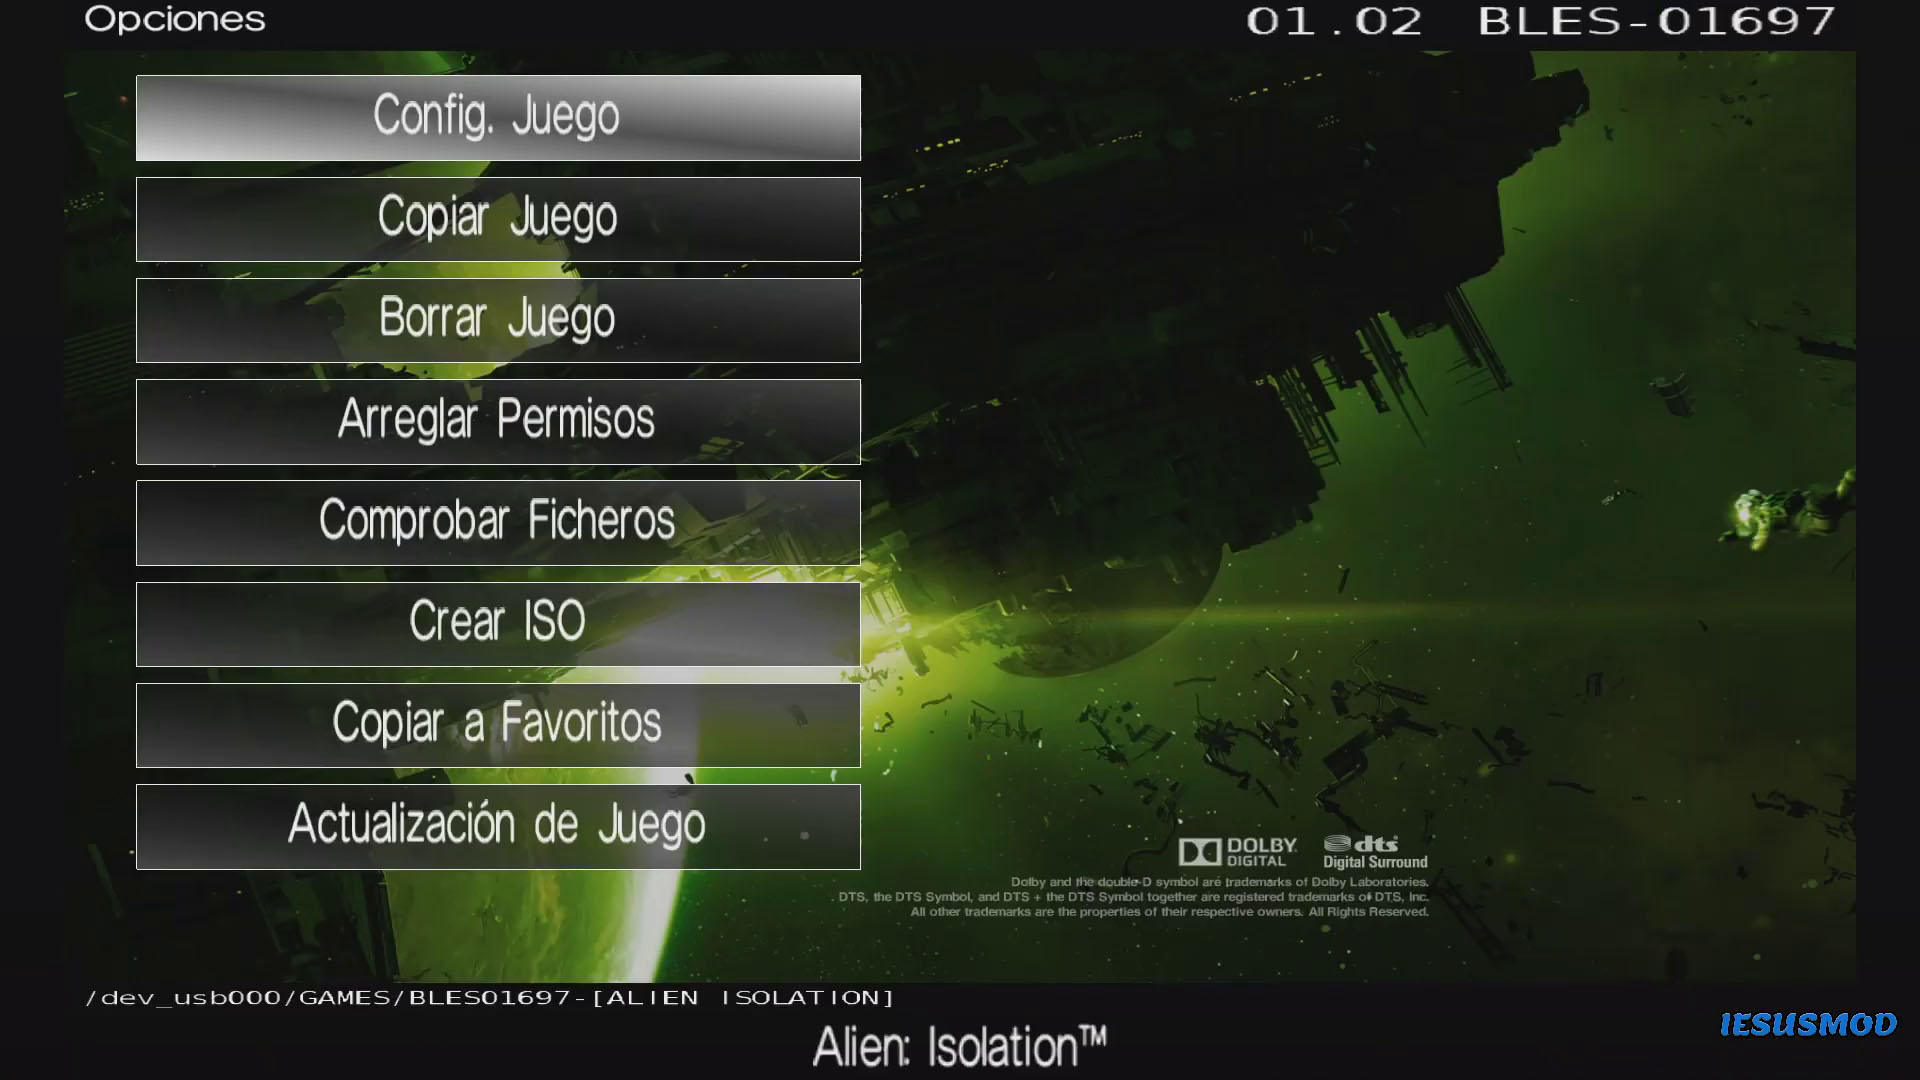 Opciones
01.02 BLES-01697
Config. Juego
Copiar Juego
Borrar Juego
Arreglar Permisos
Comprobar Ficheros
Crear ISO
Copiar a Favoritos
Actualización de Juego
DOLBY
DIGITAL
dts
Digital Surround
Dolby and the double-D symbol are trademarks of Dolby Laboratories.
DTS, the DTS Symbol, and DTS + the DTS Symbol together are registered trademarks of DTS, Inc.
All other trademarks are the properties of their respective owners. All Rights Reserved.
/dev_usb000/GAMES/BLES01697-[ALIEN ISOLATION]
IESUSMOD
Alien: Isolation™